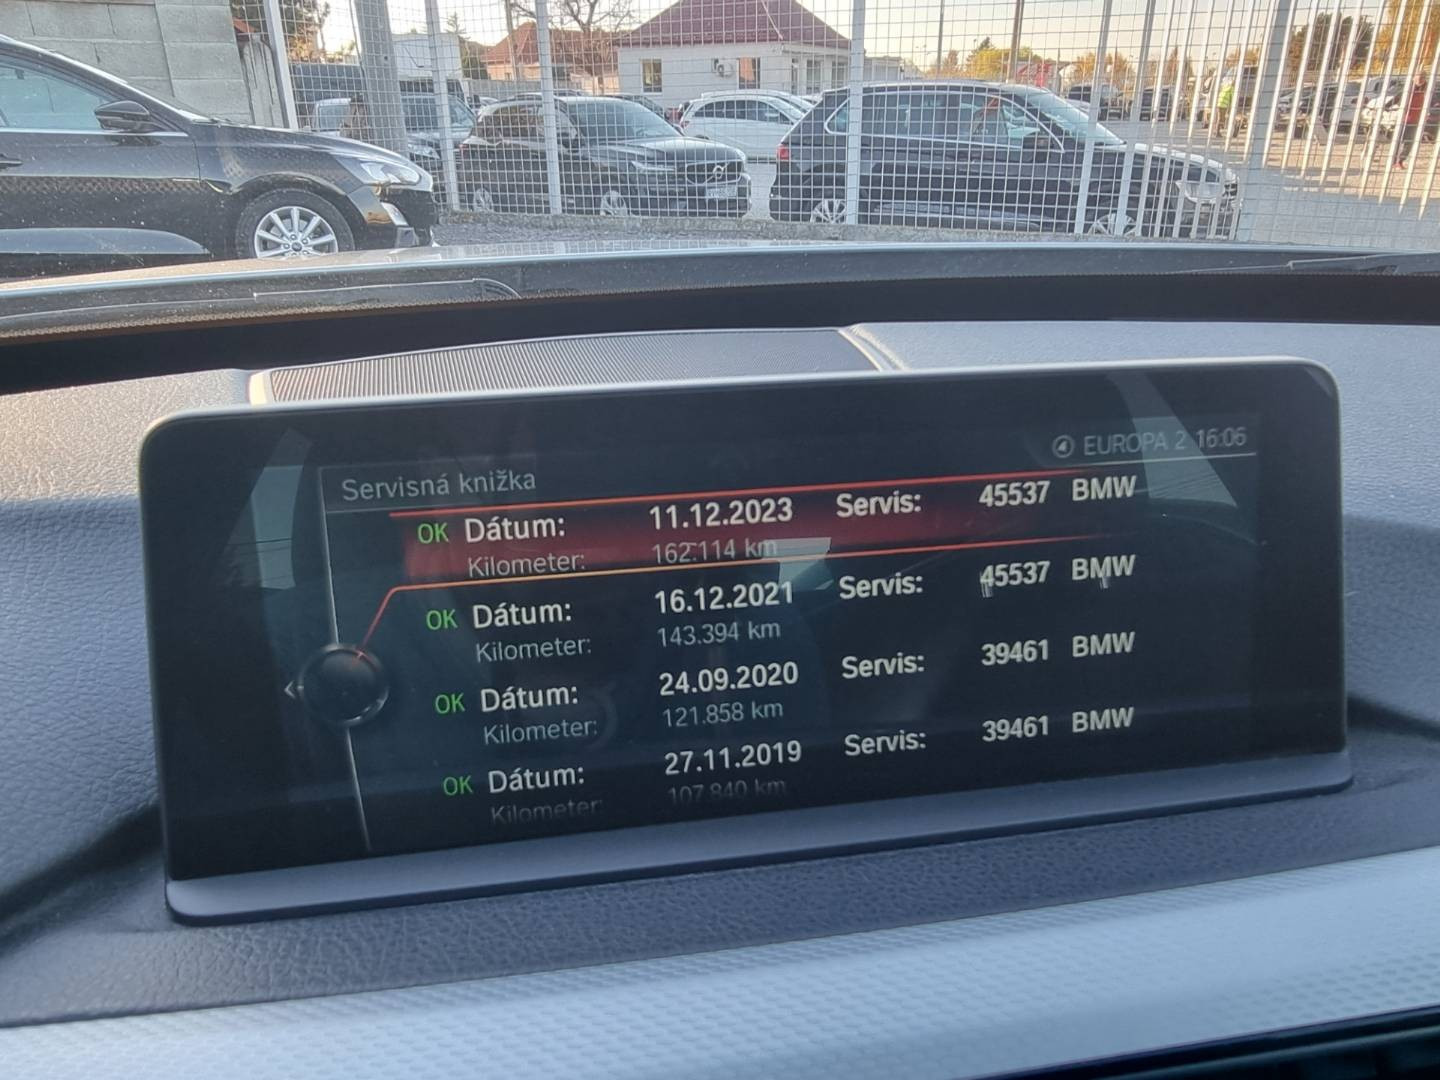 EUROPA 2 16:06
Servisná knižka
OK Dátum: 11.12.2023 Servis: 45537 BMW
Kilometer: 162.114 km
OK Dátum: 16.12.2021 Servis: 45537 BMW
Kilometer: 143.394 km
OK Dátum: 24.09.2020 Servis: 39461 BMW
Kilometer: 121.858 km
OK Dátum: 27.11.2019 Servis: 39461 BMW
Kilometer: 107.840 km